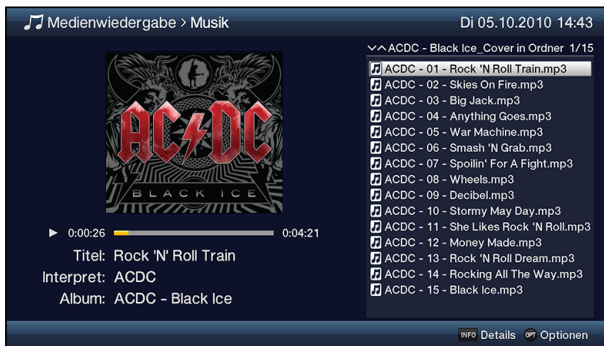 Medienwiedergabe > Musik
Di 05.10.2010 14:43
AC DC
BLACK ICE
0:00:26
0:04:21
Titel: Rock 'N' Roll Train
Interpret: ACDC
Album: ACDC - Black Ice
ACDC - Black Ice_Cover in Ordner 1/15
ACDC - 01 - Rock 'N Roll Train.mp3
ACDC - 02 - Skies On Fire.mp3
ACDC - 03 - Big Jack.mp3
ACDC - 04 - Anything Goes.mp3
ACDC - 05 - War Machine.mp3
ACDC - 06 - Smash 'N Grab.mp3
ACDC - 07 - Spoilin' For A Fight.mp3
ACDC - 08 - Wheels.mp3
ACDC - 09 - Decibel.mp3
ACDC - 10 - Stormy May Day.mp3
ACDC - 11 - She Likes Rock 'N Roll.mp3
ACDC - 12 - Money Made.mp3
ACDC - 13 - Rock 'N Roll Dream.mp3
ACDC - 14 - Rocking All The Way.mp3
ACDC - 15 - Black Ice.mp3
INFO Details OPT Optionen